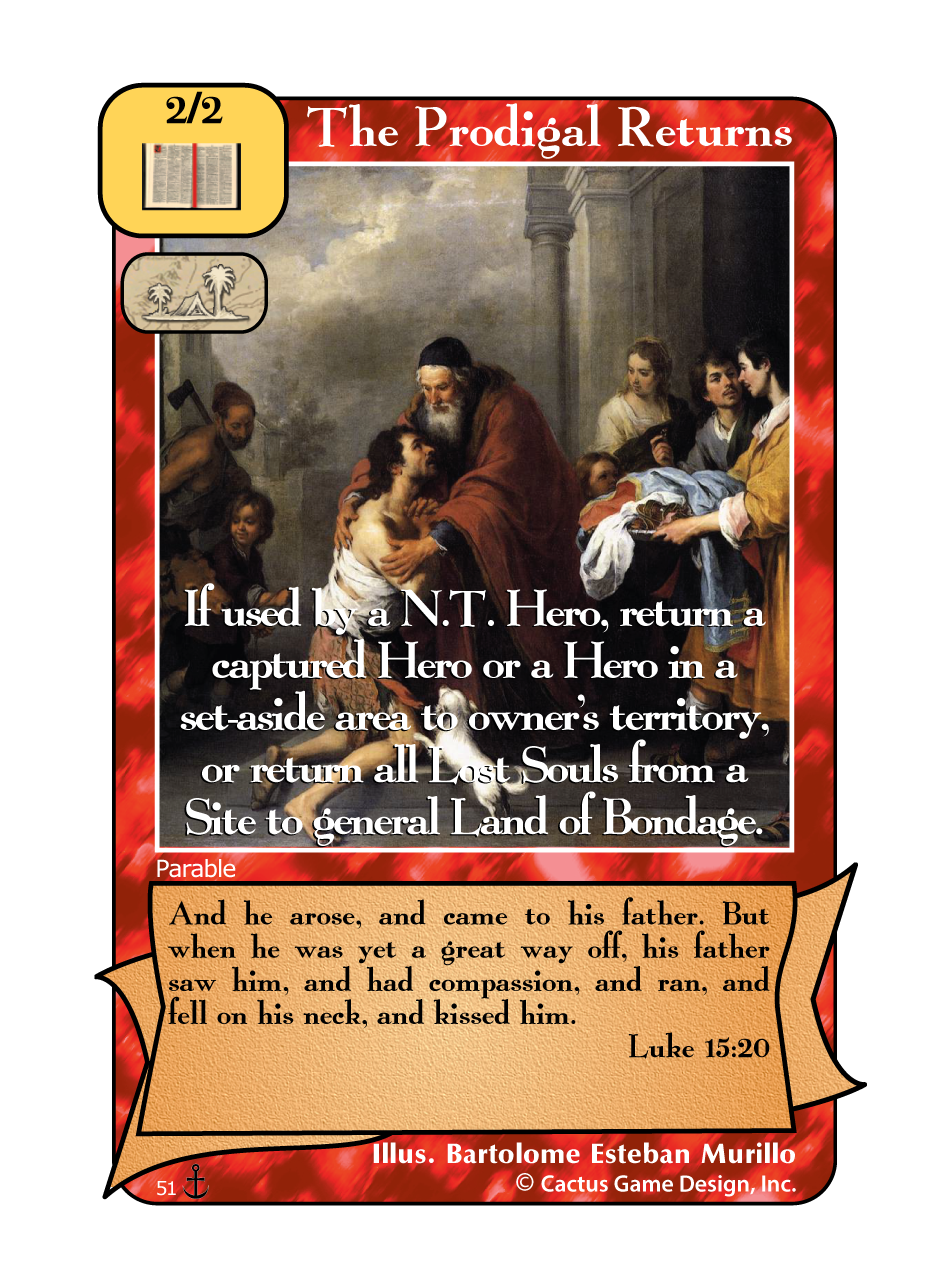 2/2
The Prodigal Returns
If used by a N.T. Hero, return a
captured Hero or a Hero in a
set-aside area to owner's territory,
or return all Lost Souls from a
Site to general Land of Bondage.
Parable
And he arose, and came to his father. But
when he was yet a great way off, his father
saw him, and had compassion, and ran, and
fell on his neck, and kissed him.
Luke 15:20
Illus. Bartolome Esteban Murillo
51
© Cactus Game Design, Inc.